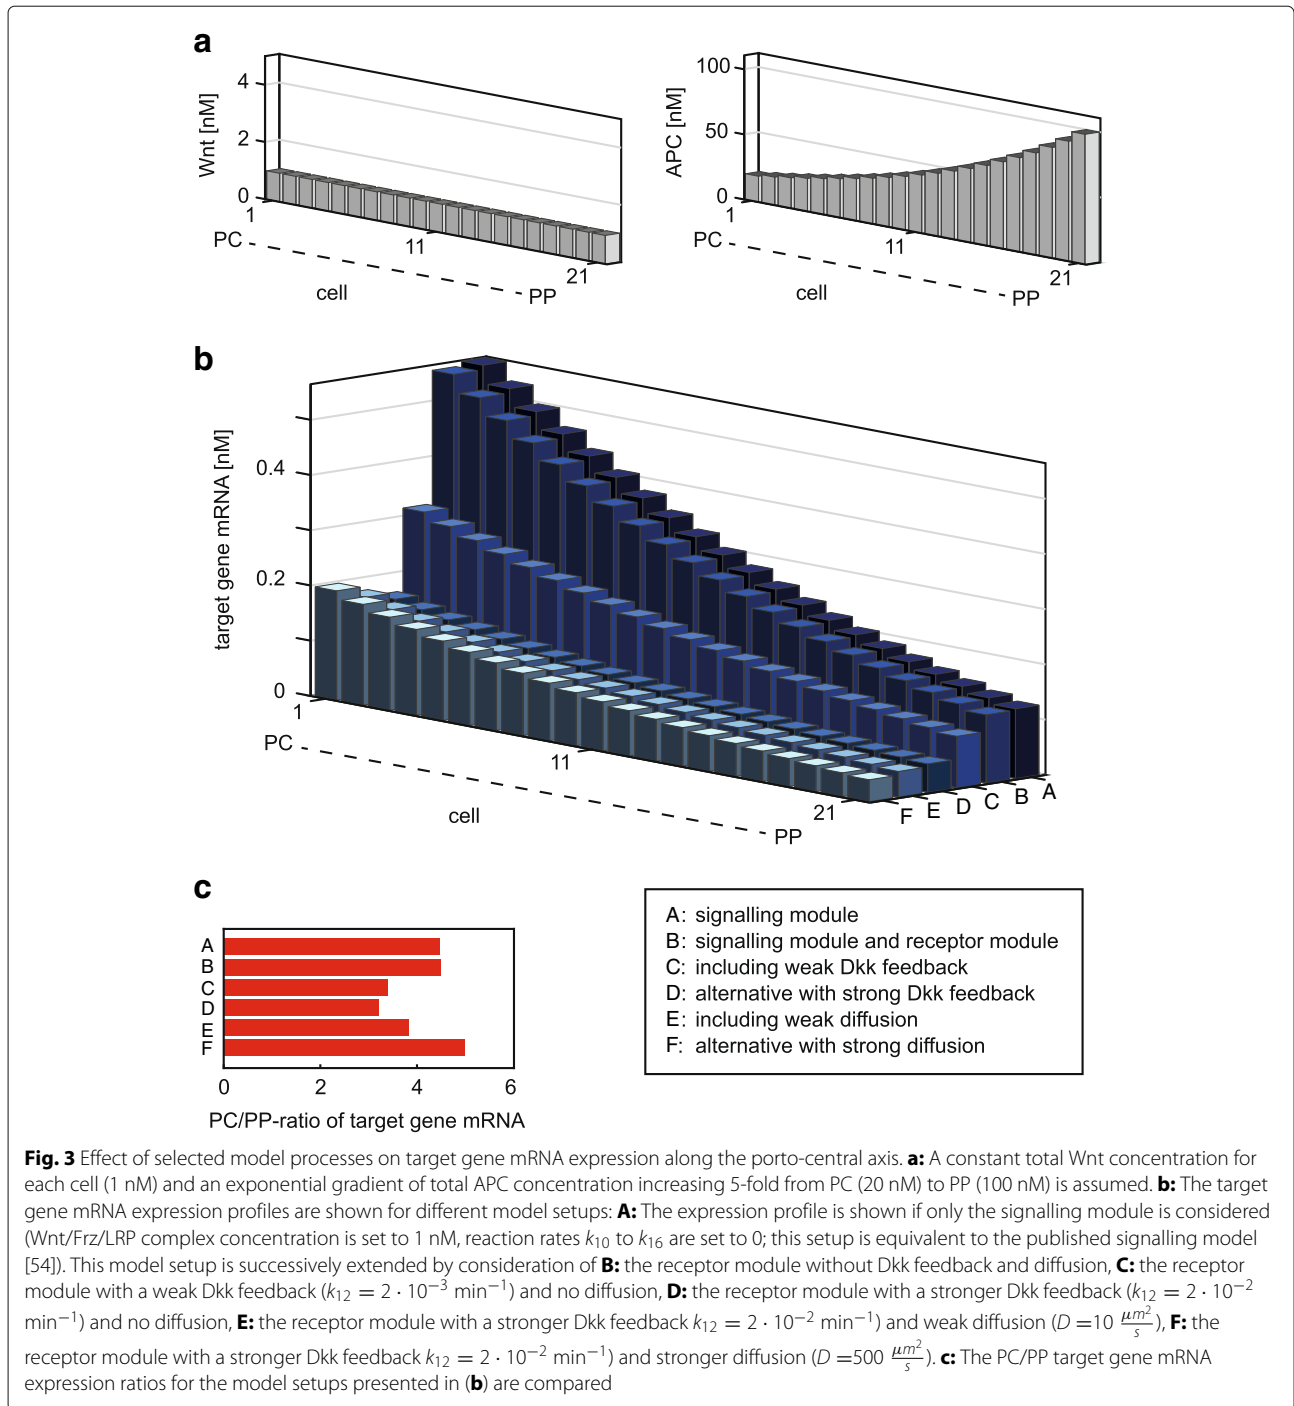 a
4
2
0
Wnt [nM]
1
11
21
PC
PP
cell
100
50
0
APC [nM]
1
11
21
PC
PP
cell
b
0.4
0.2
0
target gene mRNA [nM]
1
11
21
PC
PP
cell
F E D C B A
c
A
B
C
D
E
F
0 2 4 6
PC/PP-ratio of target gene mRNA
A: signalling module
B: signalling module and receptor module
C: including weak Dkk feedback
D: alternative with strong Dkk feedback
E: including weak diffusion
F: alternative with strong diffusion
Fig. 3 Effect of selected model processes on target gene mRNA expression along the porto-central axis. a: A constant total Wnt concentration for
each cell (1 nM) and an exponential gradient of total APC concentration increasing 5-fold from PC (20 nM) to PP (100 nM) is assumed. b: The target
gene mRNA expression profiles are shown for different model setups: A: The expression profile is shown if only the signalling module is considered
(Wnt/Frz/LRP complex concentration is set to 1 nM, reaction rates k10 to k16 are set to 0; this setup is equivalent to the published signalling model
[54]). This model setup is successively extended by consideration of B: the receptor module without Dkk feedback and diffusion, C: the receptor
module with a weak Dkk feedback (k12 = 2 · 10−3 min−1) and no diffusion, D: the receptor module with a stronger Dkk feedback (k12 = 2 · 10−2
min−1) and no diffusion, E: the receptor module with a stronger Dkk feedback k12 = 2 · 10−2 min−1) and weak diffusion (D =10 μm2/s), F: the
receptor module with a stronger Dkk feedback k12 = 2 · 10−2 min−1) and stronger diffusion (D =500 μm2/s). c: The PC/PP target gene mRNA
expression ratios for the model setups presented in (b) are compared